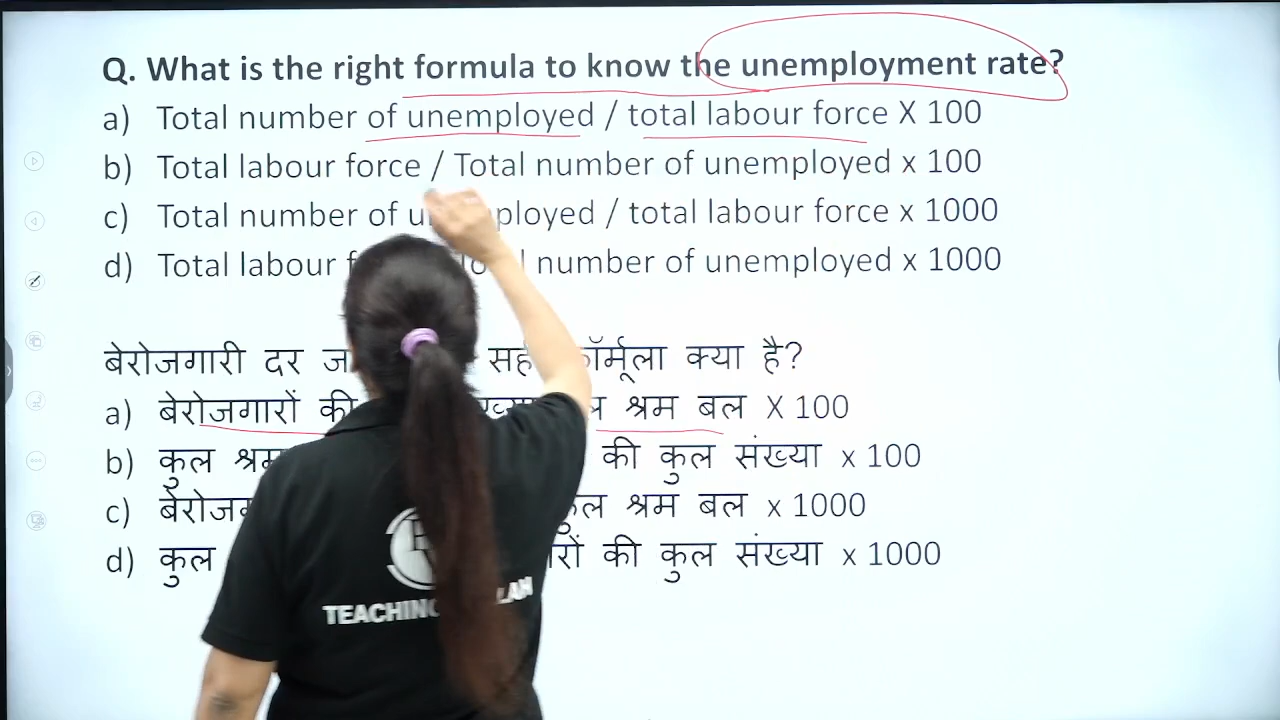 Q. What is the right formula to know the unemployment rate?
a) Total number of unemployed / total labour force X 100
b) Total labour force / Total number of unemployed x 100
c) Total number of / total labour force x 1000
d) Total labour number of unemployed x 1000
बेरोजगारी दर क्या है?
a) बेरोजगारों की श्रम बल X 100
b) कुल की कुल संख्या x 100
c) श्रम बल x 1000
d) कुल की कुल संख्या x 1000
TEACHING